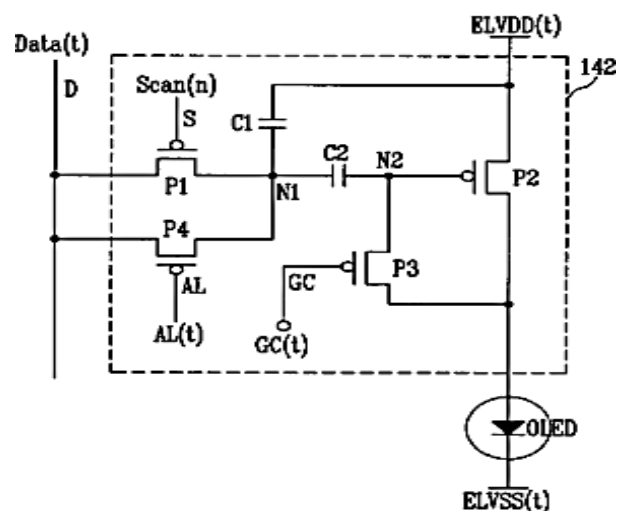 ELVDD(t)
Data(t)
142
D
Scan(n)
S
C1
C2
N2
P1
N1
P2
P4
P3
AL
GC
AL(t)
GC(t)
OLED
ELVSS(t)